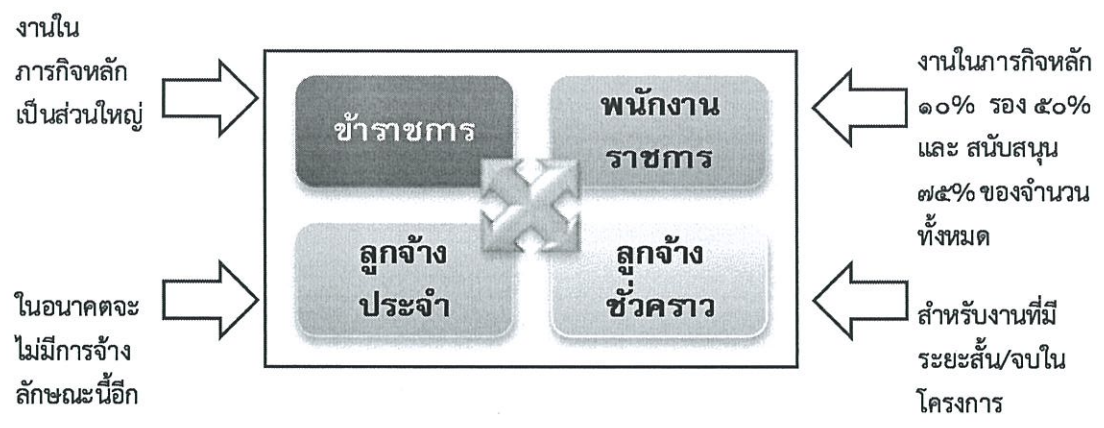 งานใน
ภารกิจหลัก
เป็นส่วนใหญ่
ข้าราชการ
พนักงาน
ราชการ
งานในภารกิจหลัก
๑๐% รอง ๕๐%
และ สนับสนุน
๗๕% ของจำนวน
ทั้งหมด
ในอนาคตจะ
ไม่มีการจ้าง
ลักษณะนี้อีก
ลูกจ้าง
ประจำ
ลูกจ้าง
ชั่วคราว
สำหรับงานที่มี
ระยะสั้น/จบใน
โครงการ